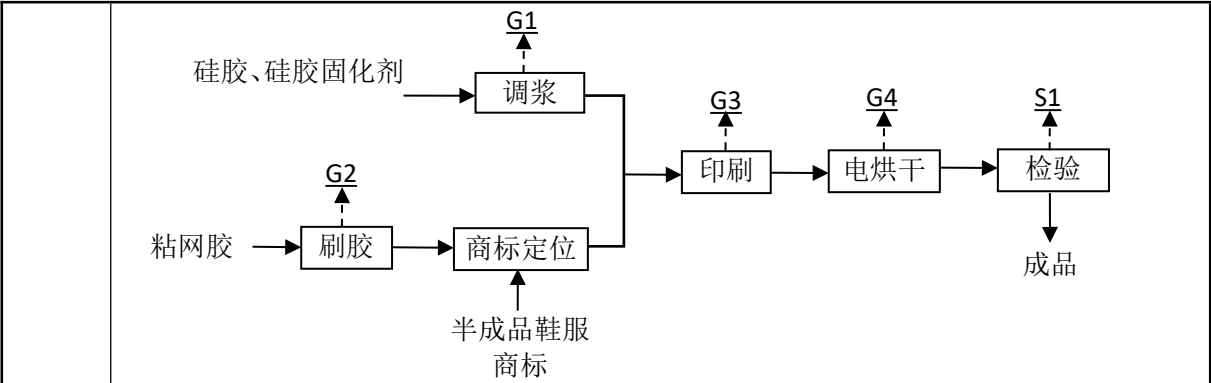 G1
硅胶、硅胶固化剂
调浆
G3
G4
S1
印刷
电烘干
检验
G2
粘网胶
刷胶
商标定位
成品
半成品鞋服
商标